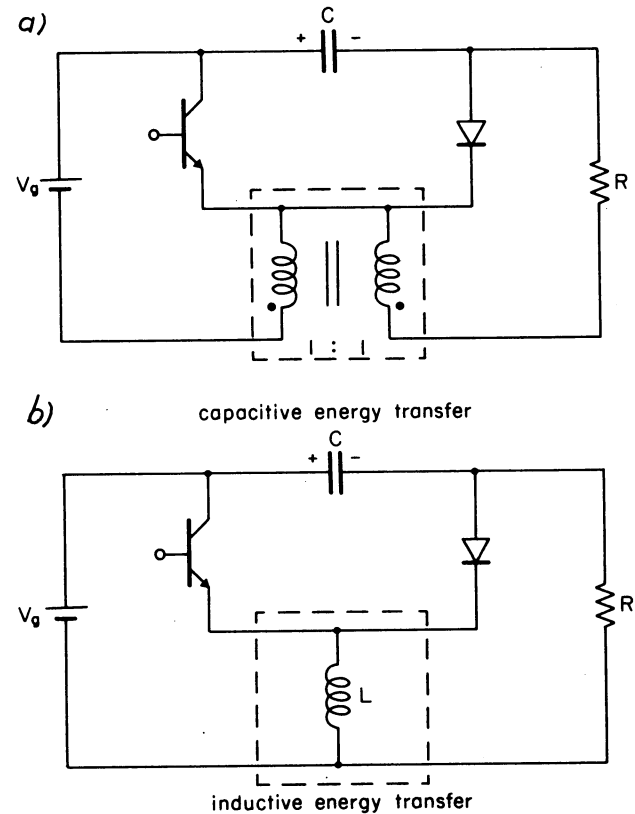 a)
C
+ -
Vg
R
1 : 1
b)
capacitive energy transfer
C
+ -
Vg
R
L
inductive energy transfer